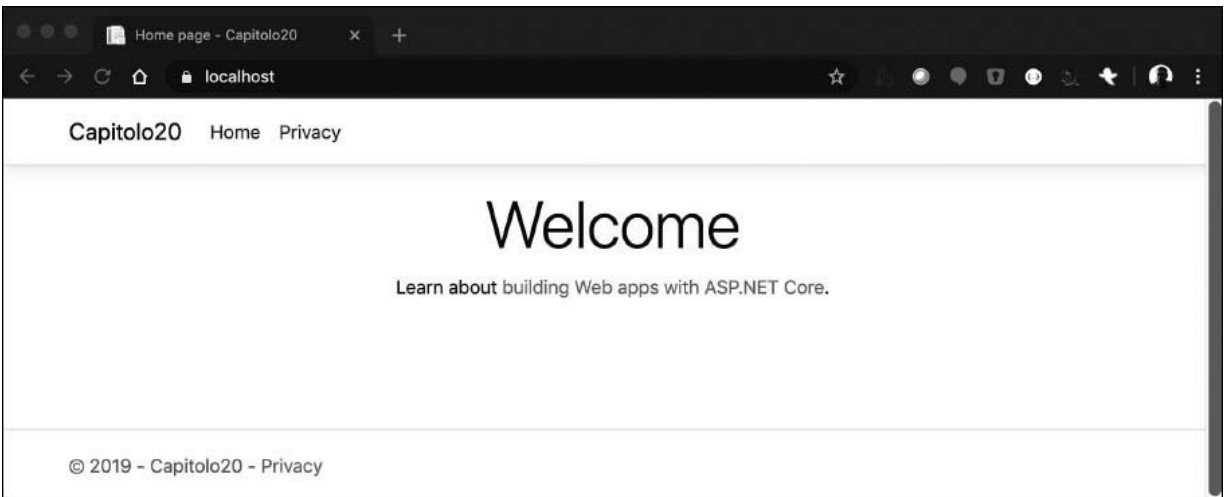 Home page - Capitolo20
localhost
Capitolo20 Home Privacy
Welcome
Learn about building Web apps with ASP.NET Core.
© 2019 - Capitolo20 - Privacy